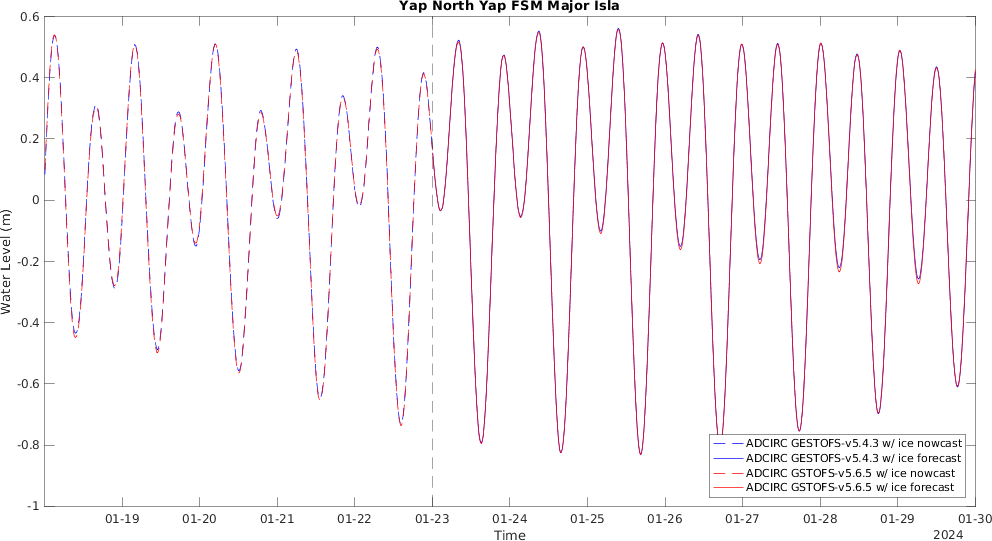 Yap North Yap FSM Major Isla
0.6
0.4
0.2
0
-0.2
-0.4
-0.6
-0.8
-1
Water Level (m)
01-19 01-20 01-21 01-22 01-23 01-24 01-25 01-26 01-27 01-28 01-29 01-30
Time
2024
ADCIRC GESTOFS-v5.4.3 w/ ice nowcast
ADCIRC GESTOFS-v5.4.3 w/ ice forecast
ADCIRC GSTOFS-v5.6.5 w/ ice nowcast
ADCIRC GSTOFS-v5.6.5 w/ ice forecast